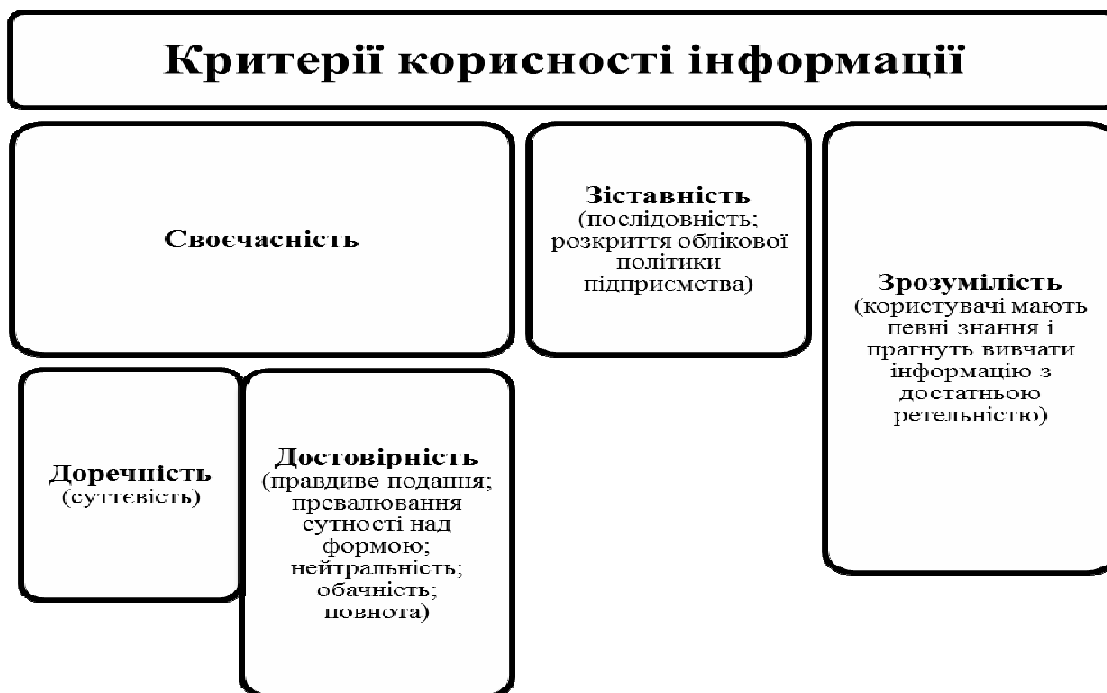 Критерії корисності інформації
Своєчасність
Зіставність
(послідовність;
розкриття облікової
політики
підприємства)
Зрозумілість
(користувачі мають
певні знання і
прагнуть вивчати
інформацію з
достатньою
ретельністю)
Доречність
(суттєвість)
Достовірність
(правдиве подання;
превалювання
сутності над
формою;
нейтральність;
обачність;
повнота)